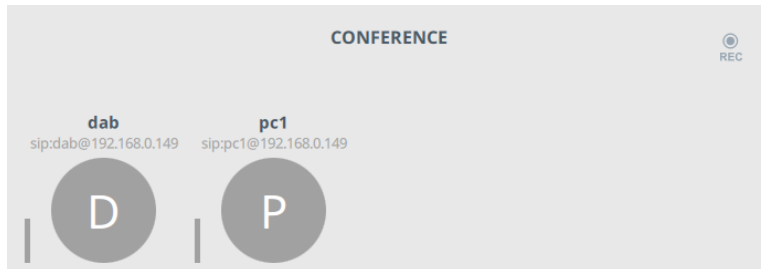 CONFERENCE
REC
dab
sip:dab@192.168.0.149
D
pc1
sip:pc1@192.168.0.149
P